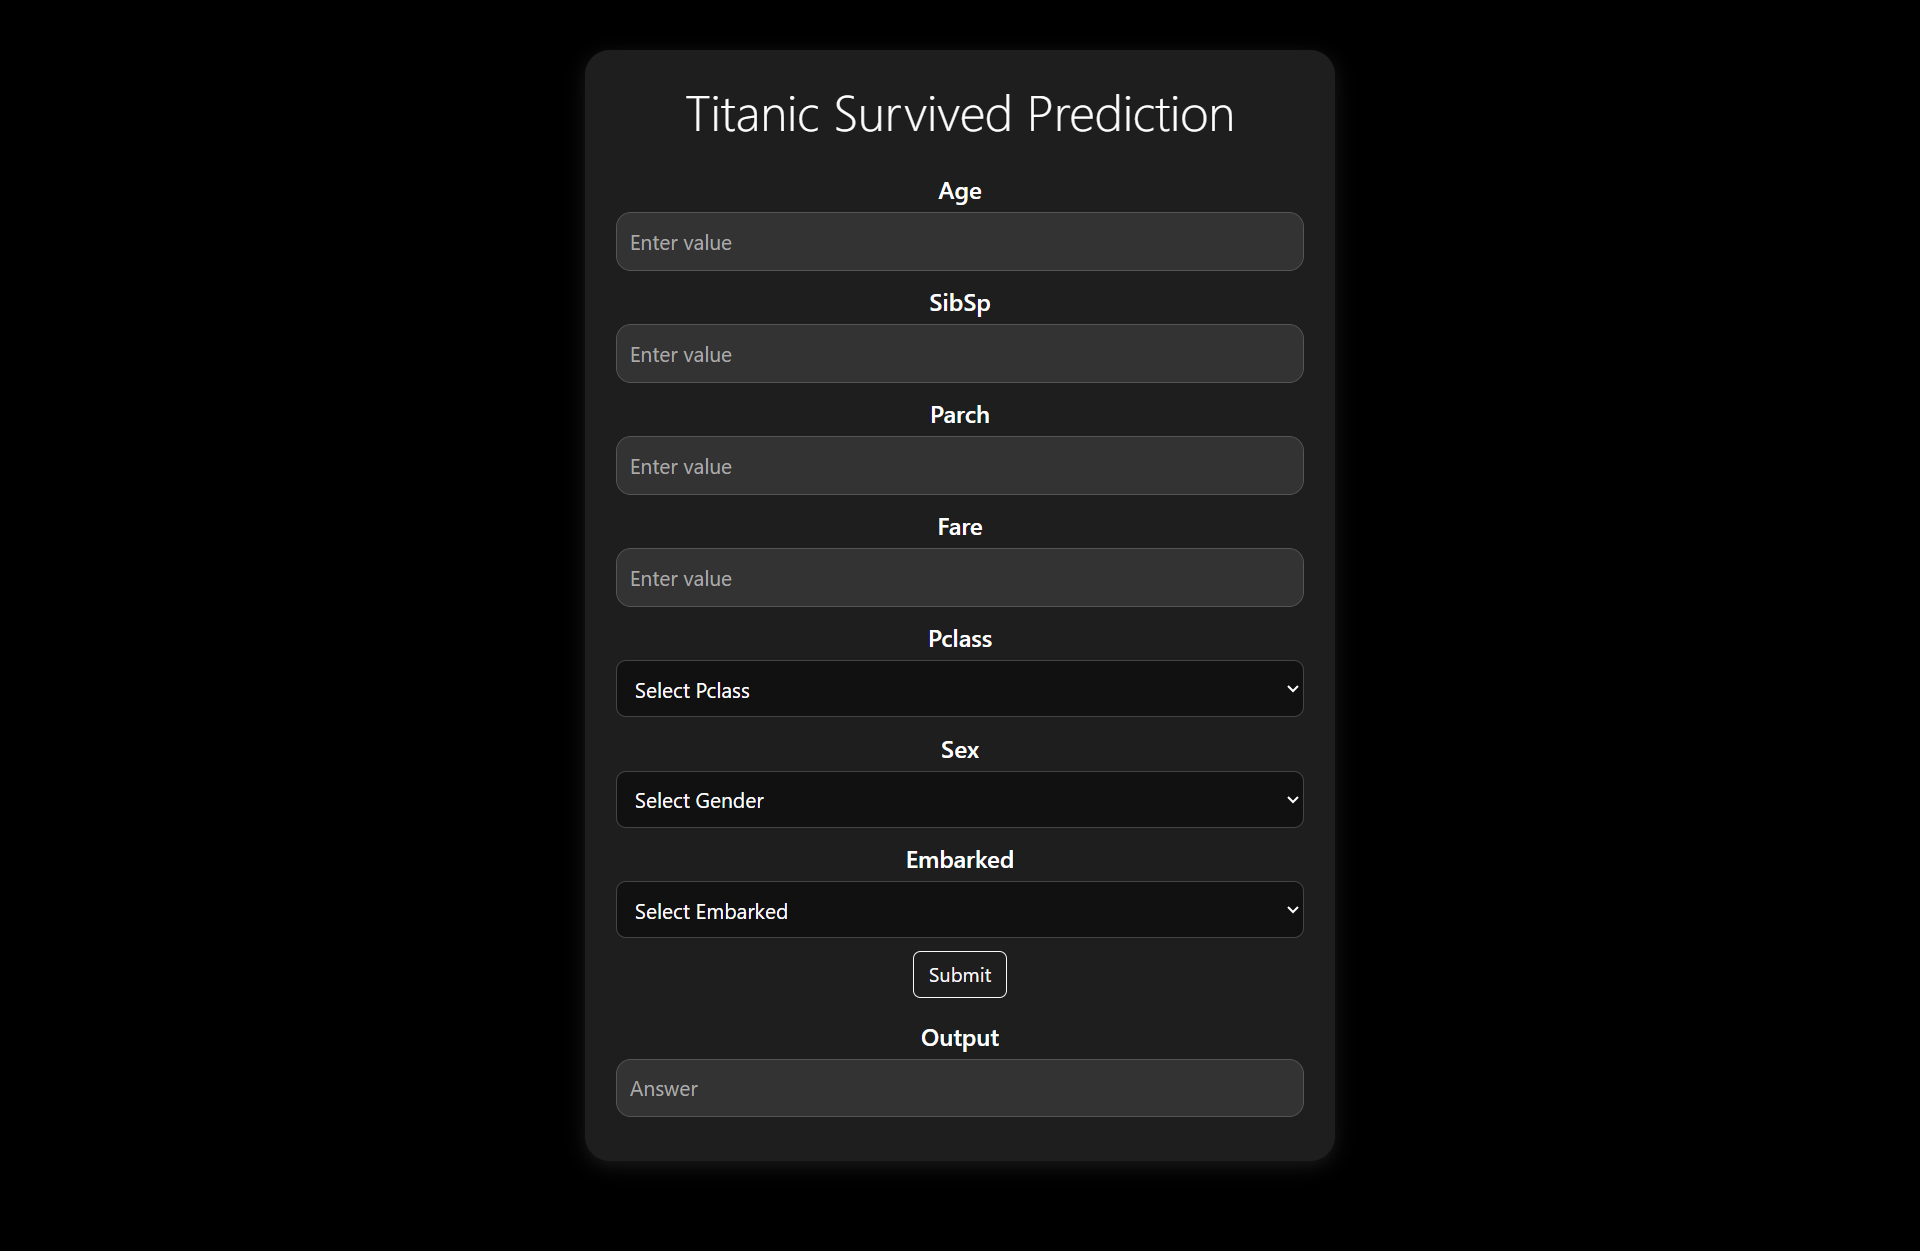 Titanic Survived Prediction
Age
Enter value
SibSp
Enter value
Parch
Enter value
Fare
Enter value
Pclass
Select Pclass
Sex
Select Gender
Embarked
Select Embarked
Submit
Output
Answer